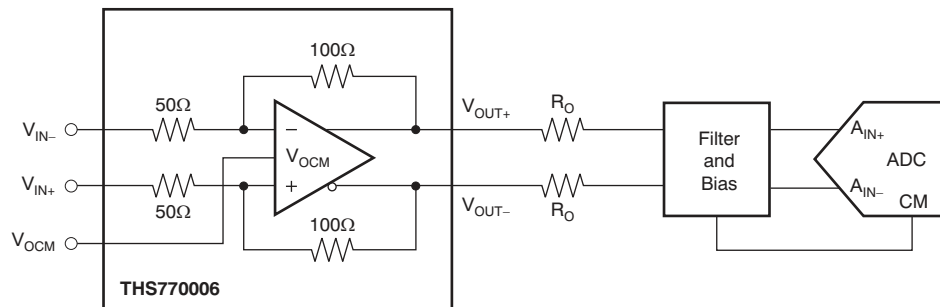 100Ω
50Ω
V_IN−
−
V_OCM
V_IN+
+
50Ω
100Ω
V_OCM
THS770006
V_OUT+
R_O
V_OUT−
R_O
Filter
and
Bias
A_IN+
ADC
A_IN−
CM